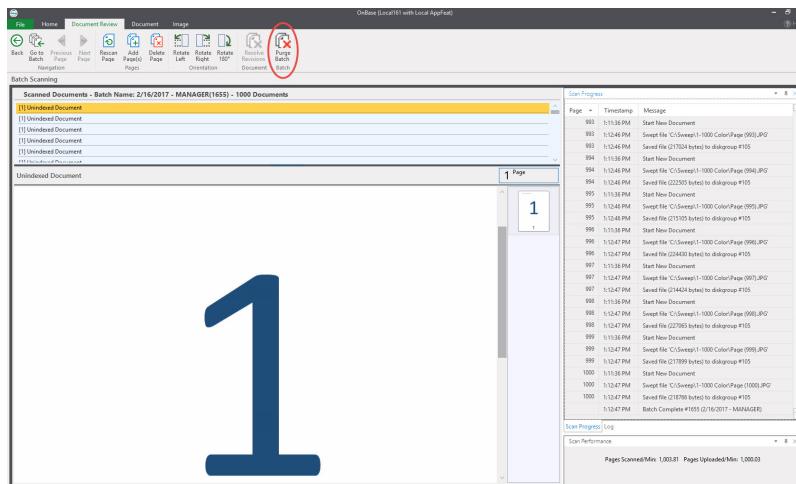 OnBase (Local161 with Local AppFeat)
File Home Document Review Document Image
Back
Go to Batch
Previous Page
Next Page
Rescan Page
Add Page(s)
Delete Page
Rotate Left
Rotate Right
Rotate 180°
Resolve Revisions
Purge Batch
Navigation Pages Orientation Document Batch
Batch Scanning
Scanned Documents - Batch Name: 2/16/2017 - MANAGER(1655) - 1000 Documents
[1] Unindexed Document
[1] Unindexed Document
[1] Unindexed Document
[1] Unindexed Document
[1] Unindexed Document
Unindexed Document
1 Page
1
1
1
Scan Progress
Page Timestamp Message
993 1:11:36 PM Start New Document
993 1:12:46 PM Swept file 'C:\Sweep\1-1000 Color\Page (993).JPG'
993 1:12:46 PM Saved file (217024 bytes) to diskgroup #105
994 1:11:36 PM Start New Document
994 1:12:46 PM Swept file 'C:\Sweep\1-1000 Color\Page (994).JPG'
994 1:12:46 PM Saved file (222505 bytes) to diskgroup #105
995 1:11:36 PM Start New Document
995 1:12:46 PM Swept file 'C:\Sweep\1-1000 Color\Page (995).JPG'
995 1:12:46 PM Saved file (215105 bytes) to diskgroup #105
996 1:11:36 PM Start New Document
996 1:12:46 PM Swept file 'C:\Sweep\1-1000 Color\Page (996).JPG'
996 1:12:47 PM Saved file (224430 bytes) to diskgroup #105
997 1:11:36 PM Start New Document
997 1:12:47 PM Swept file 'C:\Sweep\1-1000 Color\Page (997).JPG'
997 1:12:47 PM Saved file (214424 bytes) to diskgroup #105
998 1:11:36 PM Start New Document
998 1:12:47 PM Swept file 'C:\Sweep\1-1000 Color\Page (998).JPG'
998 1:12:47 PM Saved file (227065 bytes) to diskgroup #105
999 1:11:36 PM Start New Document
999 1:12:47 PM Swept file 'C:\Sweep\1-1000 Color\Page (999).JPG'
999 1:12:47 PM Saved file (217899 bytes) to diskgroup #105
1000 1:11:36 PM Start New Document
1000 1:12:47 PM Swept file 'C:\Sweep\1-1000 Color\Page (1000).JPG'
1000 1:12:47 PM Saved file (218766 bytes) to diskgroup #105
1:12:47 PM Batch Complete #1655 (2/16/2017 - MANAGER)
Scan Progress Log
Scan Performance
Pages Scanned/Min: 1,003.81 Pages Uploaded/Min: 1,000.03